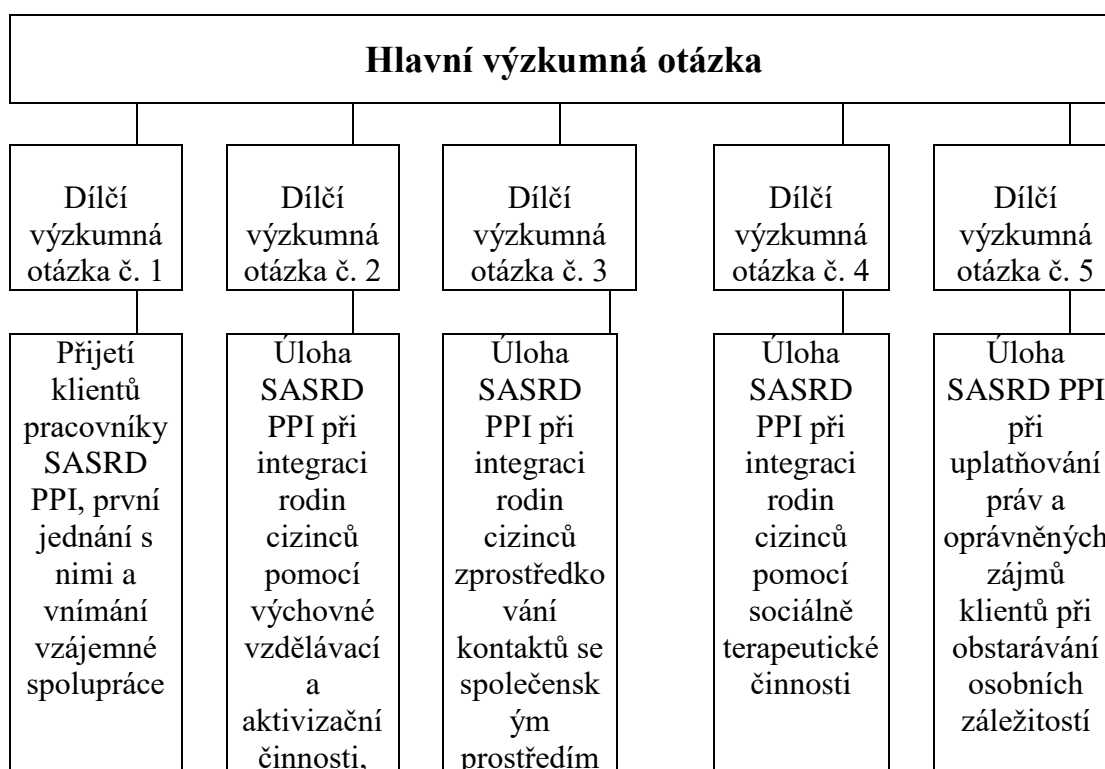 Hlavní výzkumná otázka
Dílčí
výzkumná
otázka č. 1
Dílčí
výzkumná
otázka č. 2
Dílčí
výzkumná
otázka č. 3
Dílčí
výzkumná
otázka č. 4
Dílčí
výzkumná
otázka č. 5
Přijetí
klientů
pracovníky
SASRD
PPI, první
jednání s
nimi a
vnímání
vzájemné
spolupráce
Úloha
SASRD
PPI při
integraci
rodin
cizinců
pomocí
výchovné
vzdělávací
a
aktivizační
činnosti,
Úloha
SASRD
PPI při
integraci
rodin
cizinců
zprostředko
vání
kontaktů se
společensk
ým
prostředím
Úloha
SASRD
PPI při
integraci
rodin
cizinců
pomocí
sociálně
terapeutické
činnosti
Úloha
SASRD PPI
při
uplatňování
práv a
oprávněných
zájmů
klientů při
obstarávání
osobních
záležitostí